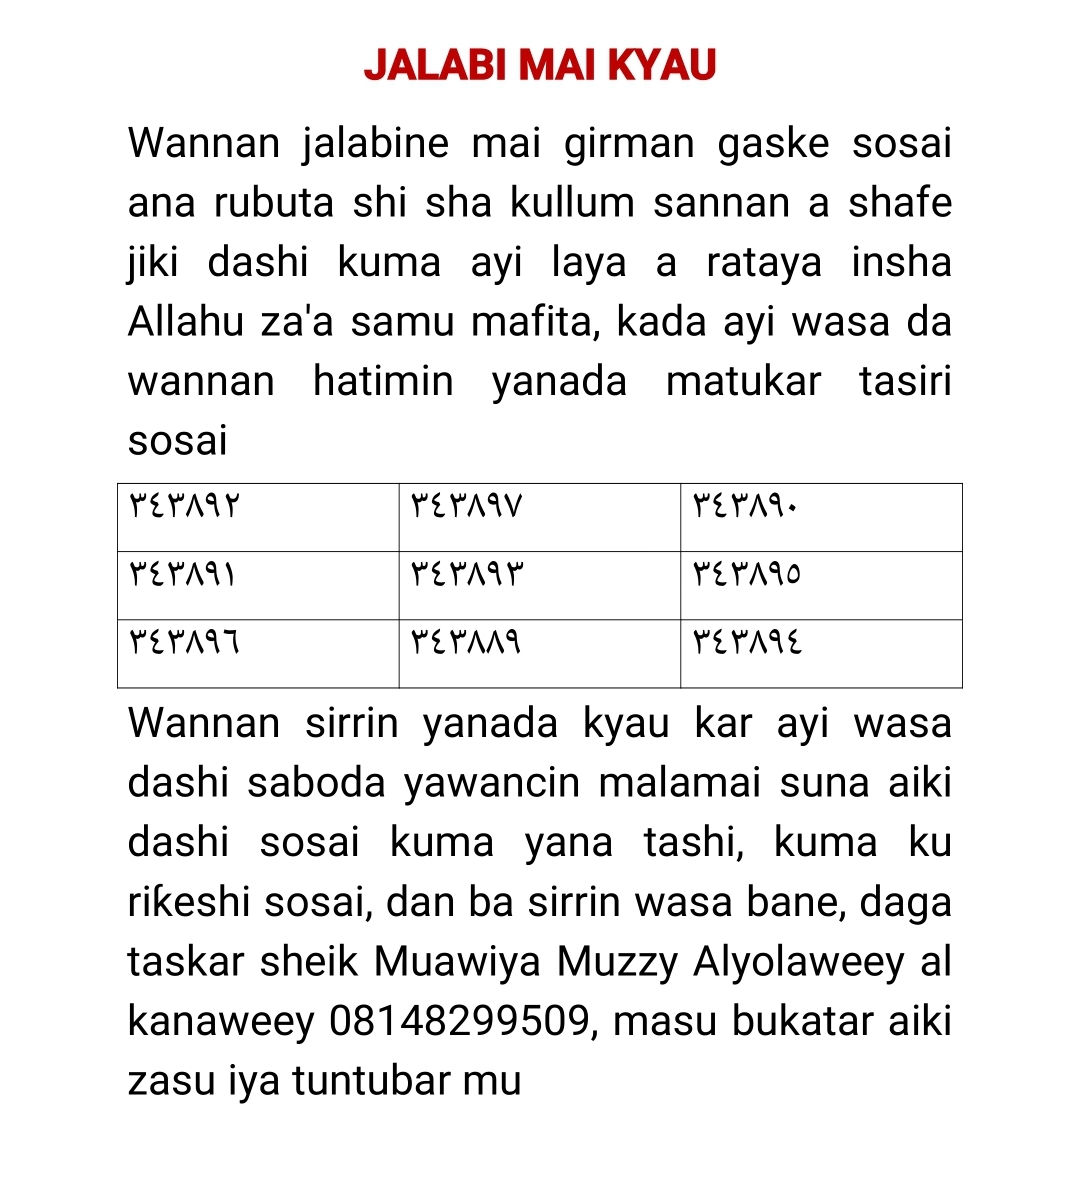 JALABI MAI KYAU
Wannan jalabine mai girman gaske sosai
ana rubuta shi sha kullum sannan a shafe
jiki dashi kuma ayi laya a rataya insha
Allahu za'a samu mafita, kada ayi wasa da
wannan hatimin yanada matukar tasiri
sosai
٣٤٣٨٩٢ ٣٤٣٨٩٧ ٣٤٣٨٩٠
٣٤٣٨٩١ ٣٤٣٨٩٣ ٣٤٣٨٩٥
٣٤٣٨٩٦ ٣٤٣٨٨٩ ٣٤٣٨٩٤
Wannan sirrin yanada kyau kar ayi wasa
dashi saboda yawancin malamai suna aiki
dashi sosai kuma yana tashi, kuma ku
riƙeshi sosai, dan ba sirrin wasa bane, daga
taskar sheik Muawiya Muzzy Alyolaweey al
kanaweey 08148299509, masu bukatar aiki
zasu iya tuntubar mu